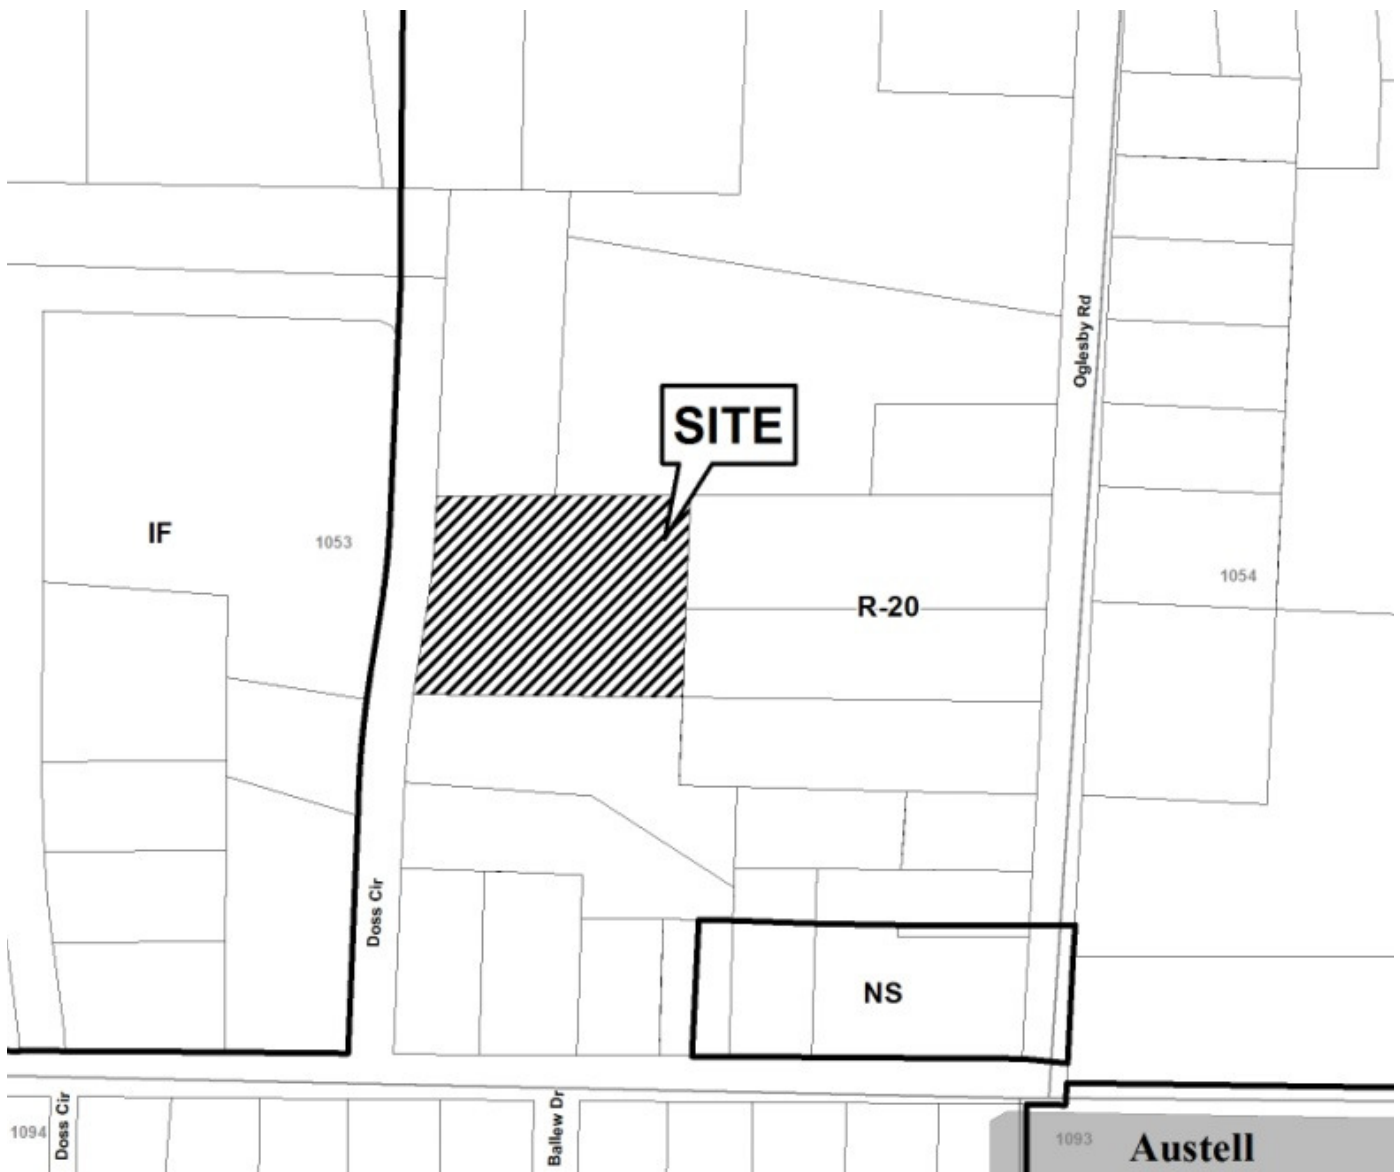 Oglesby Rd
SITE
IF
1053
1054
R-20
Doss Cir
NS
1094
Doss Cir
Ballew Dr
1093
Austell